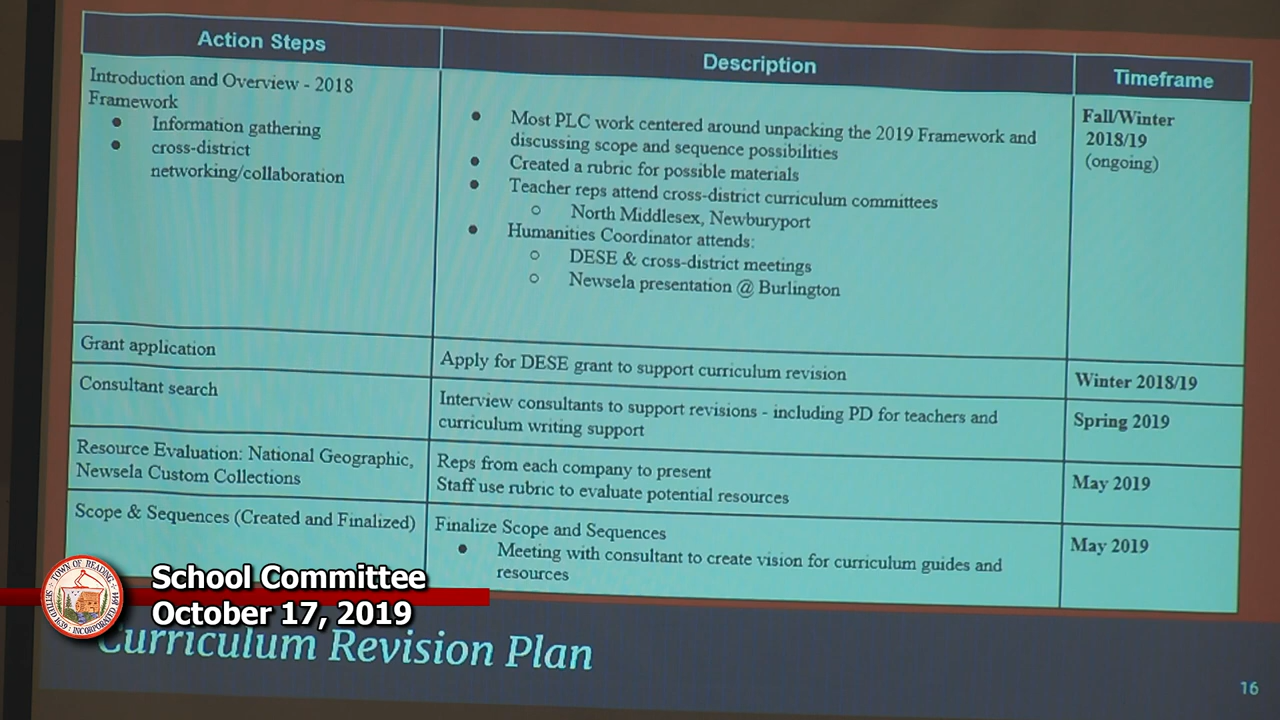 Action Steps
Description
Timeframe
Introduction and Overview - 2018
Framework
● Information gathering
● cross-district
networking/collaboration
● Most PLC work centered around unpacking the 2019 Framework and
discussing scope and sequence possibilities
● Created a rubric for possible materials
● Teacher reps attend cross-district curriculum committees
○ North Middlesex, Newburyport
● Humanities Coordinator attends:
○ DESE & cross-district meetings
○ Newsela presentation @ Burlington
Fall/Winter
2018/19
(ongoing)
Grant application
Apply for DESE grant to support curriculum revision
Winter 2018/19
Consultant search
Interview consultants to support revisions - including PD for teachers and
curriculum writing support
Spring 2019
Resource Evaluation: National Geographic,
Newsela Custom Collections
Reps from each company to present
Staff use rubric to evaluate potential resources
May 2019
Scope & Sequences (Created and Finalized)
Finalize Scope and Sequences
● Meeting with consultant to create vision for curriculum guides and
resources
May 2019
TOWN OF READING
SETTLED 1639 : INCORPORATED 1644
School Committee
October 17, 2019
Curriculum Revision Plan
16